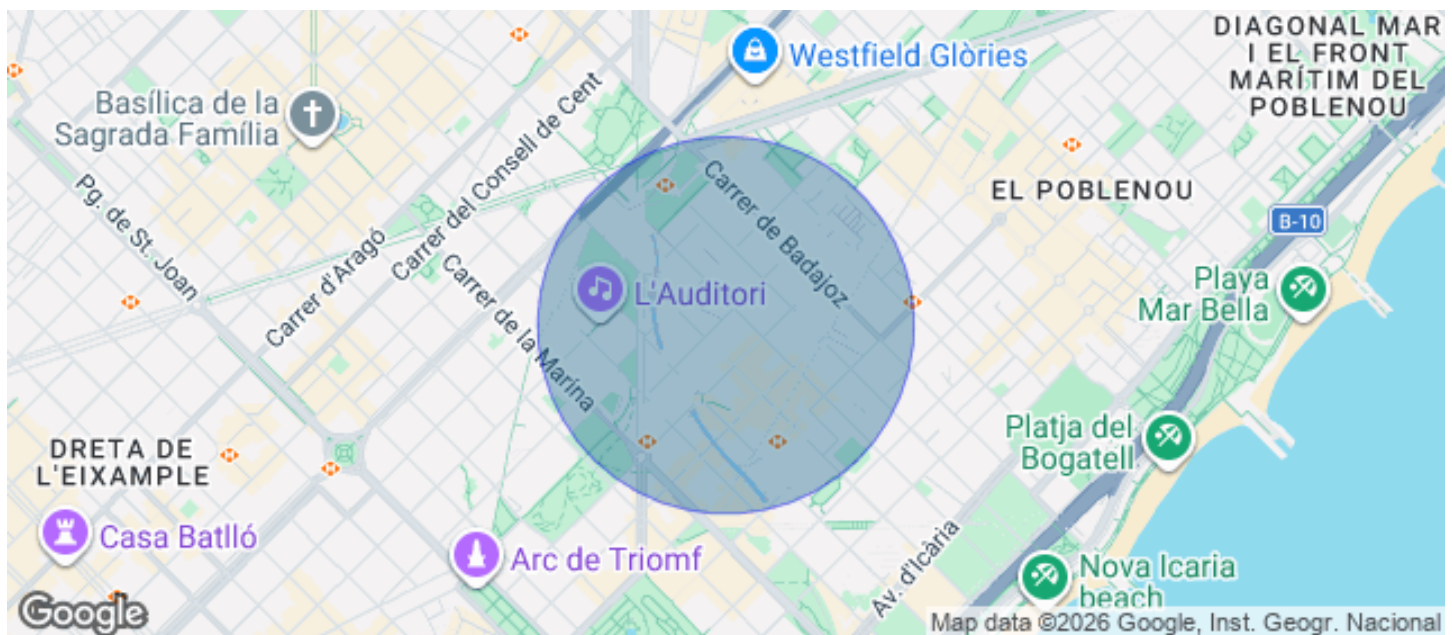 DIAGONAL MAR
I EL FRONT
MARÍTIM DEL
POBLENOU
Westfield Glòries
Basílica de la
Sagrada Família
Carrer del Consell de Cent
Carrer d'Aragó
Pg. de St. Joan
Carrer de Badajoz
EL POBLENOU
B-10
Carrer de la Marina
L'Auditori
Playa
Mar Bella
DRETA DE
L'EIXAMPLE
Platja del
Bogatell
Casa Batlló
Arc de Triomf
Av. d'Icària
Nova Icaria
beach
Google
Map data ©2026 Google, Inst. Geogr. Nacional